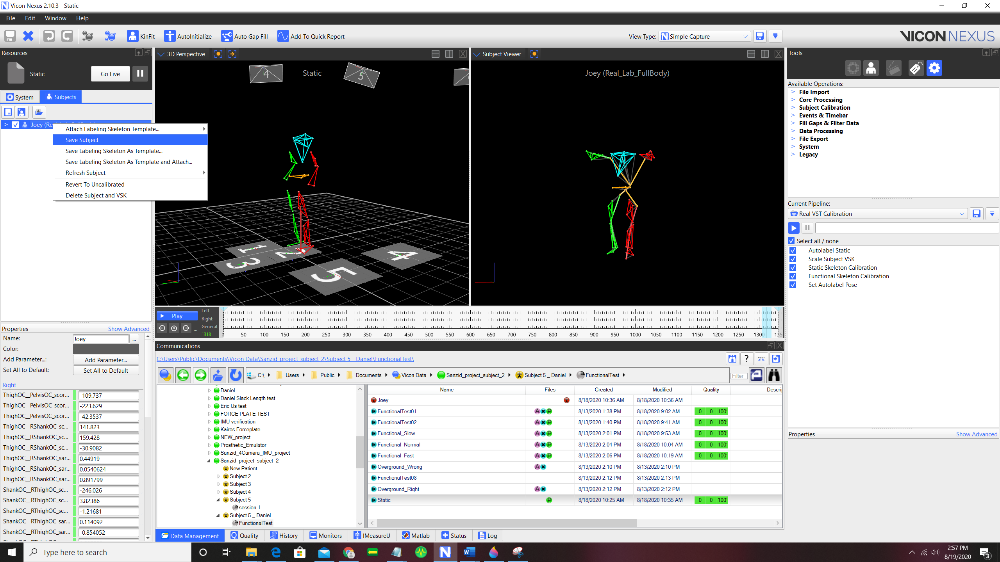 Vicon Nexus 2.10.3 - Static
File Edit Window Help
KinFit AutoInitialize Auto Gap Fill Add To Quick Report View Type: Simple Capture VICON NEXUS
Resources
Static Go Live
System Subjects
Joey
Attach Labeling Skeleton Template...
Save Subject
Save Labeling Skeleton As Template...
Save Labeling Skeleton As Template and Attach...
Refresh Subject
Revert To Uncalibrated
Delete Subject and VSK
Properties Show Advanced
Name: Joey ...
Color:
Add Parameter...: Add Parameter...
Set All to Default: Set All to Default
Right
ThighOC__PelvisOC_scor... -109.737
ThighOC__PelvisOC_scor... -223.629
ThighOC__PelvisOC_scor... -42.3537
ThighOC__RShankOC_sc... 141.823
ThighOC__RShankOC_sc... 159.428
ThighOC__RShankOC_sc... -30.9082
ThighOC__RShankOC_sar... 0.44919
ThighOC__RShankOC_sar... 0.0540624
ThighOC__RShankOC_sar... 0.891799
ShankOC__RThighOC_sc... -246.026
ShankOC__RThighOC_sc... 3.82386
ShankOC__RThighOC_sc... -1.21681
ShankOC__RThighOC_sar... 0.114092
ShankOC__RThighOC_sar... -0.854052
3D Perspective
4 Static 5
1
2
3
4
5
Subject Viewer
Joey (Real_Lab_FullBody)
Play
Left
Right
General
1318
...
0 50 100 150 200 250 300 350 400 450 500 550 600 650 700 750 800 850 900 950 1000 1050 1100 1150 1200 1250 1300 135
Communications
C:\Users\Public\Documents\Vicon Data\Sanzid_project_subject_2\Subject 5 _ Daniel\FunctionalTest\
?
C:\ Users Public Documents Vicon Data Sanzid_project_subject_2 Subject 5 _ Daniel FunctionalTest Filter
Daniel
Daniel Slack Length test
Eric Us test
FORCE PLATE TEST
IMU verification
Kairos Forceplate
NEW_project
Prosthetic_Emulator
Sanzid_4Camera_IMU_project
Sanzid_project_subject_2
New Patient
Subject 2
Subject 3
Subject 4
Subject 5
session 1
Subject 5 _ Daniel
FunctionalTest
Name Files Created Modified Quality Descri
Joey 8/18/2020 10:36 AM 8/18/2020 10:36 AM
FunctionalTest01 A P 8/13/2020 1:38 PM 8/18/2020 9:02 AM 0 0 100
FunctionalTest02 A P 8/13/2020 1:40 PM 8/18/2020 9:41 AM 0 0 100
Functional_Slow A P 8/13/2020 2:01 PM 8/18/2020 9:53 AM 0 0 100
Functional_Normal A P 8/13/2020 2:04 PM 8/18/2020 10:04 AM 0 0 100
Functional_Fast A P 8/13/2020 2:06 PM 8/18/2020 10:19 AM 0 0 100
Overground_Wrong A 8/13/2020 2:10 PM 8/13/2020 2:10 PM
FunctionalTest08 8/13/2020 2:12 PM 8/13/2020 2:13 PM
Overground_Right A 8/13/2020 2:12 PM 8/13/2020 2:12 PM
Static P 8/18/2020 10:25 AM 8/18/2020 10:35 AM 0 0 100
Data Management Quality History Monitors IMeasureU Matlab Status Log
Tools
Available Operations:
File Import
Core Processing
Subject Calibration
Events & Timebar
Fill Gaps & Filter Data
Data Processing
File Export
System
Legacy
Current Pipeline:
Real VST Calibration
Select all / none
Autolabel Static
Scale Subject VSK
Static Skeleton Calibration
Functional Skeleton Calibration
Set Autolabel Pose
Properties Show Advanced
Type here to search
2:57 PM
8/19/2020
3